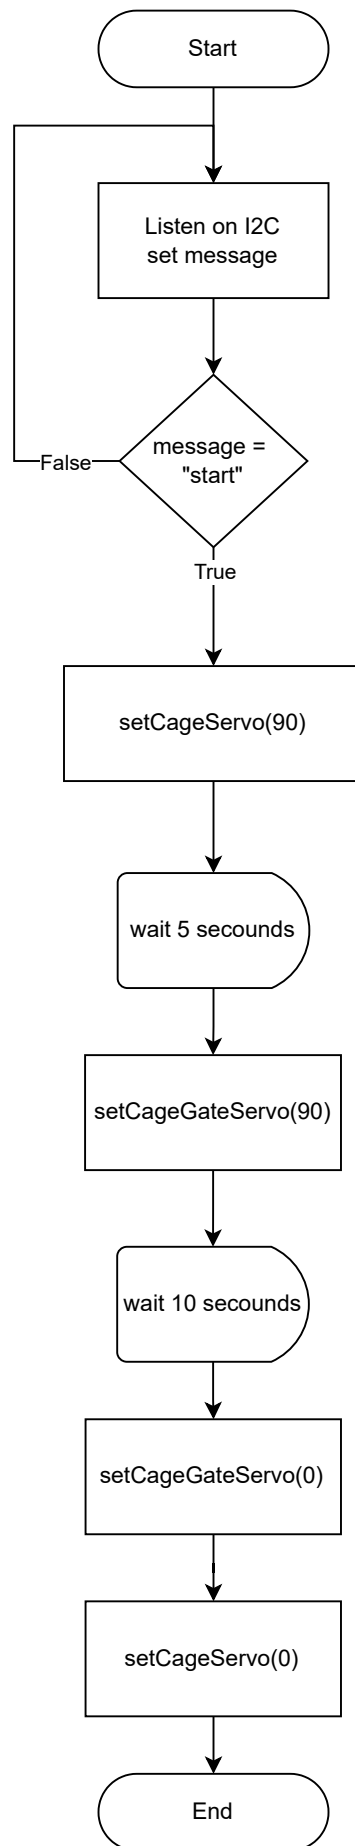 Start
Listen on I2C
set message
message =
"start"
False
True
setCageServo(90)
wait 5 secounds
setCageGateServo(90)
wait 10 secounds
setCageGateServo(0)
setCageServo(0)
End